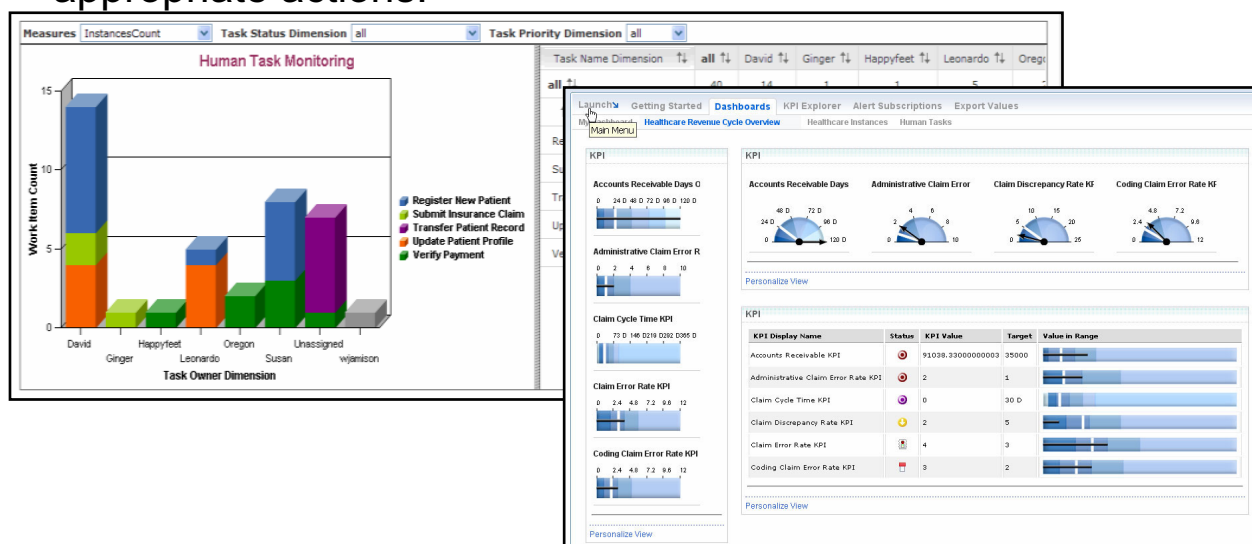 appropriate actions.
Measures InstancesCount Task Status Dimension all Task Priority Dimension all
Human Task Monitoring
15
10
5
0
Work Item Count
David
Ginger
Happyfeet
Leonardo
Oregon
Susan
Unassigned
wjamison
Task Owner Dimension
Register New Patient
Submit Insurance Claim
Transfer Patient Record
Update Patient Profile
Verify Payment
Task Name Dimension all David Ginger Happyfeet Leonardo
all 40 14 1 1 5
Launch Getting Started Dashboards KPI Explorer Alert Subscriptions Export Values
Healthcare Revenue Cycle Overview Healthcare Instances Human Tasks
Main Menu
KPI
Accounts Receivable Days O
0 24 D 48 D 72 D 96 D 120 D
Administrative Claim Error R
0 2 4 6 8 10
Claim Cycle Time KPI
0 73 D 146 D 219 D 292 D 365 D
Claim Error Rate KPI
0 2.4 4.8 7.2 9.6 12
Coding Claim Error Rate KPI
0 2.4 4.8 7.2 9.6 12
Personalize View
KPI
Accounts Receivable Days Administrative Claim Error Claim Discrepancy Rate KF Coding Claim Error Rate KF
0 24 D 48 D 72 D 96 D 120 D
0 2 4 6 8 10
0 5 10 15 20 25
0 2.4 4.8 7.2 9.6 12
Personalize View
KPI
KPI Display Name Status KPI Value Target Value in Range
Accounts Receivable KPI 91038.33000000003 35000
Administrative Claim Error Rate KPI 2 1
Claim Cycle Time KPI 0 30 D
Claim Discrepancy Rate KPI 2 5
Claim Error Rate KPI 4 3
Coding Claim Error Rate KPI 3 2
Personalize View